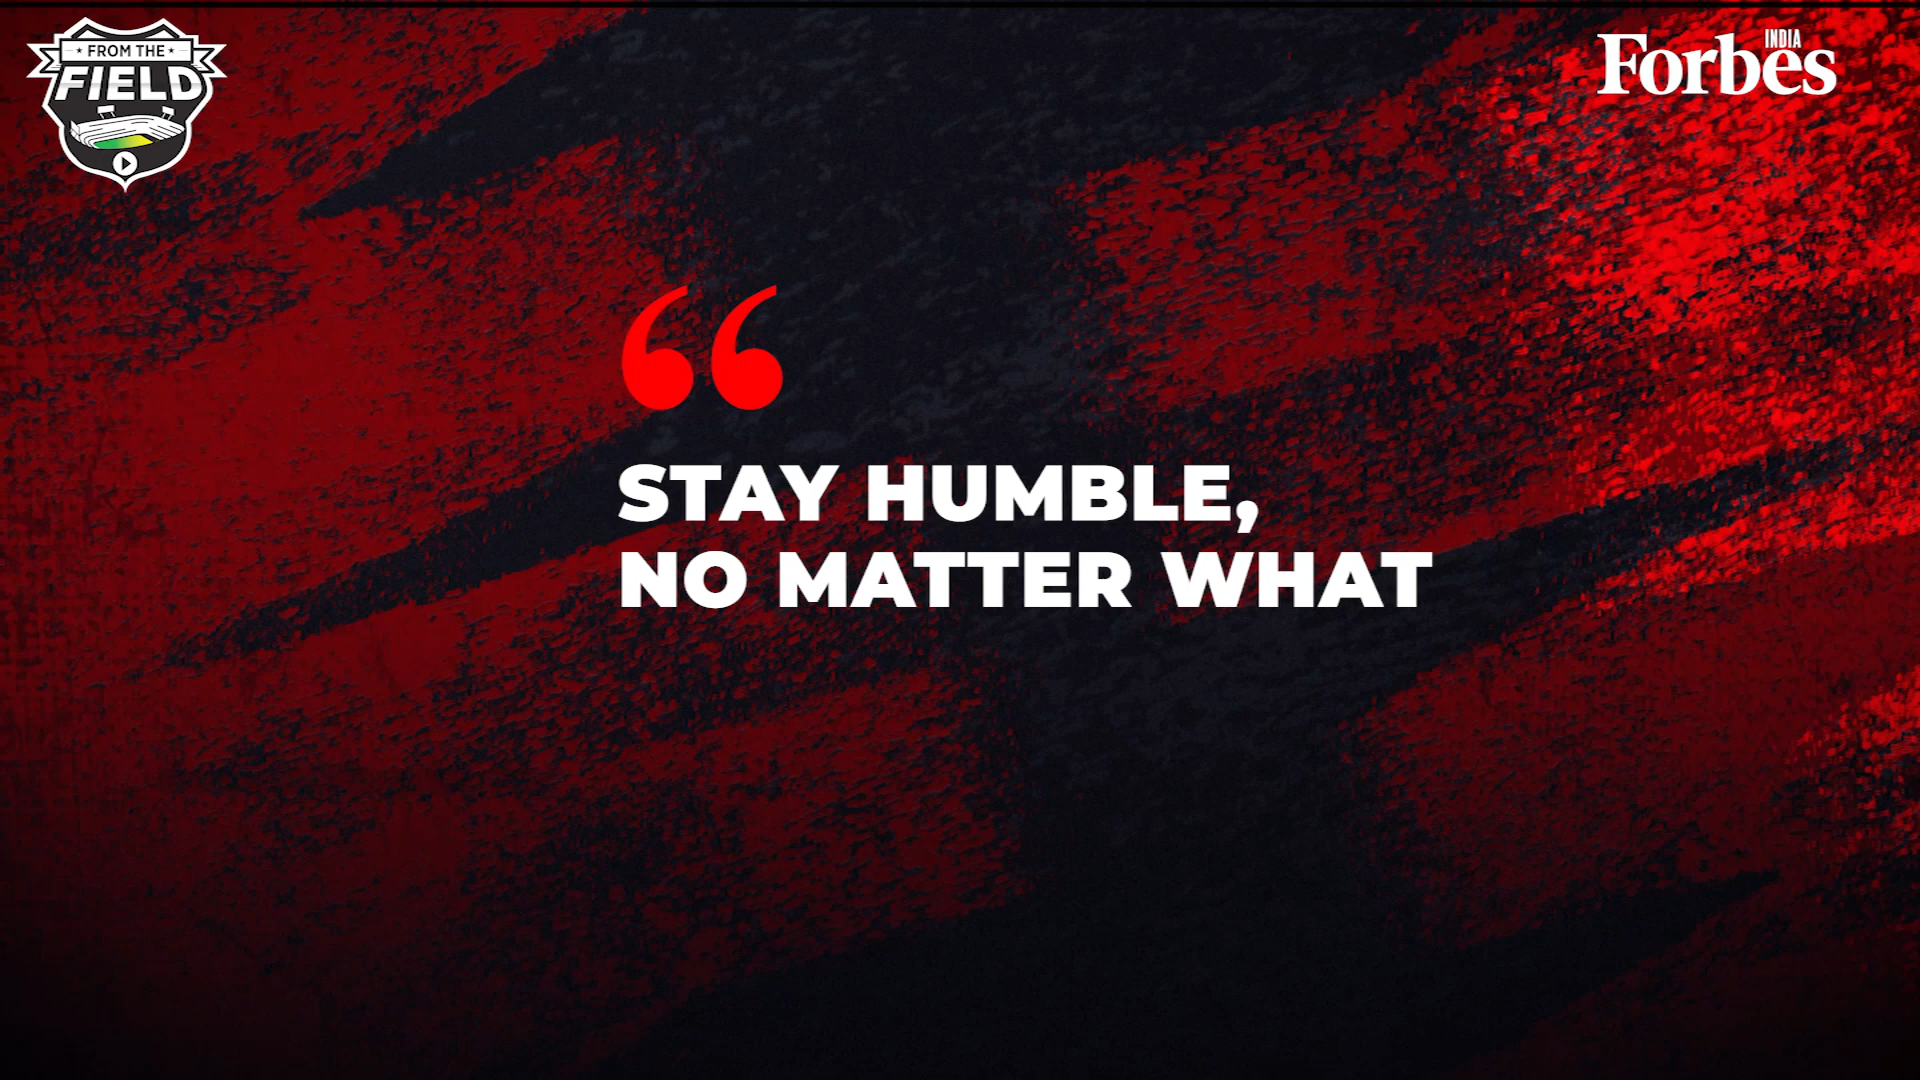 FROM THE
FIELD
Forbes
INDIA
“
STAY HUMBLE,
NO MATTER WHAT